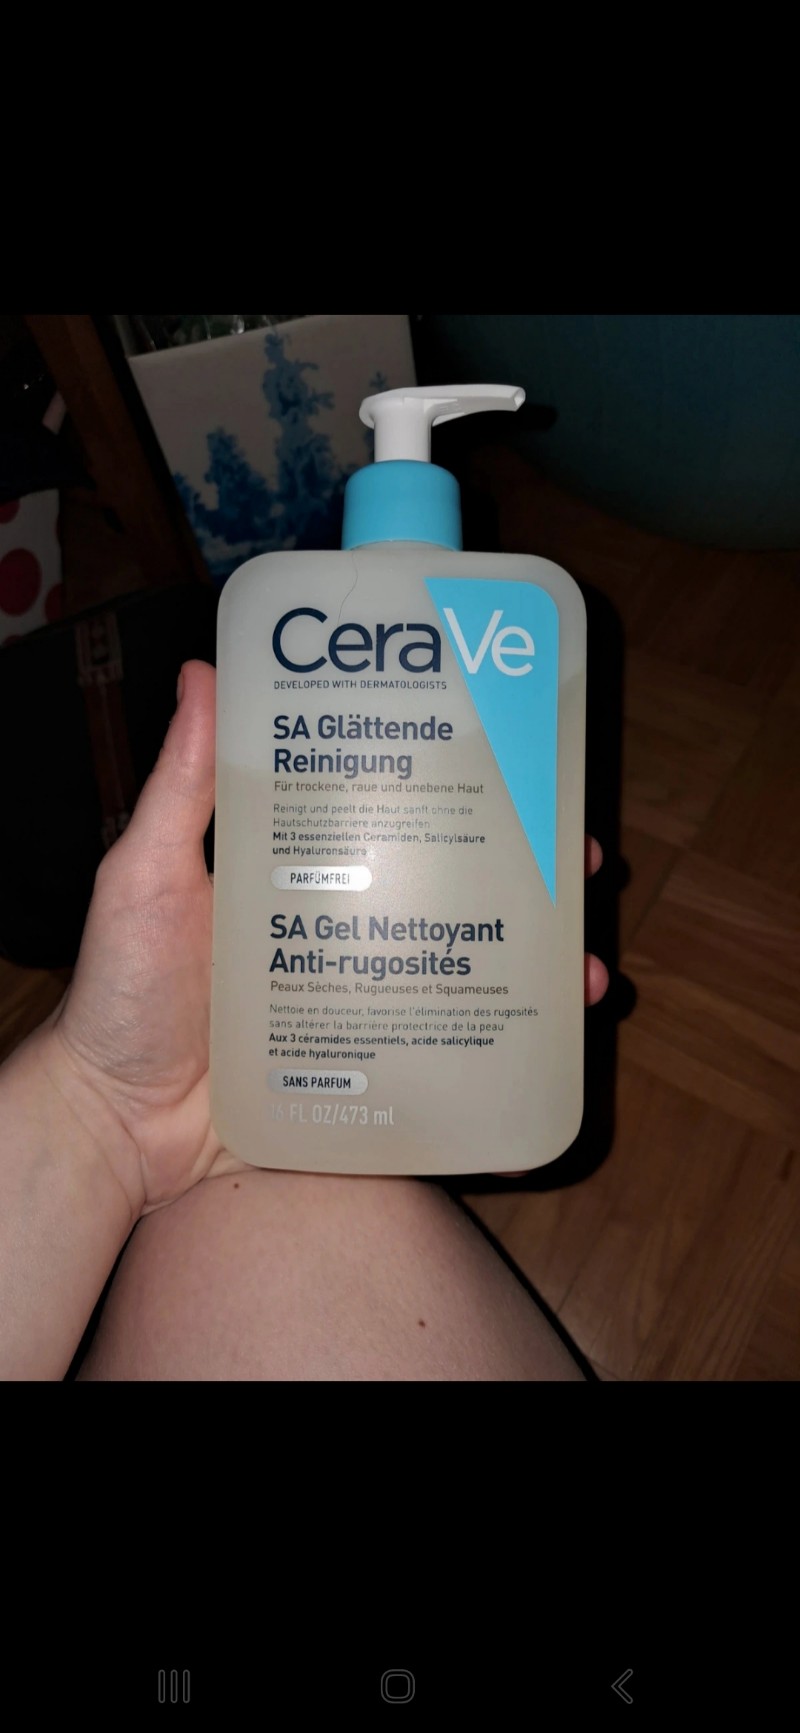 CeraVe
DEVELOPED WITH DERMATOLOGISTS
SA Glättende
Reinigung
Für trockene, raue und unebene Haut
Reinigt und peelt die Haut sanft ohne die
Hautschutzbarriere anzugreifen
Mit 3 essenziellen Ceramiden, Salicylsäure
und Hyaluronsäure
PARFÜMFREI
SA Gel Nettoyant
Anti-rugosités
Peaux Sèches, Rugueuses et Squameuses
Nettoie en douceur, favorise l'élimination des rugosités
sans altérer la barrière protectrice de la peau
Aux 3 céramides essentiels, acide salicylique
et acide hyaluronique
SANS PARFUM
16 FL OZ/473 ml